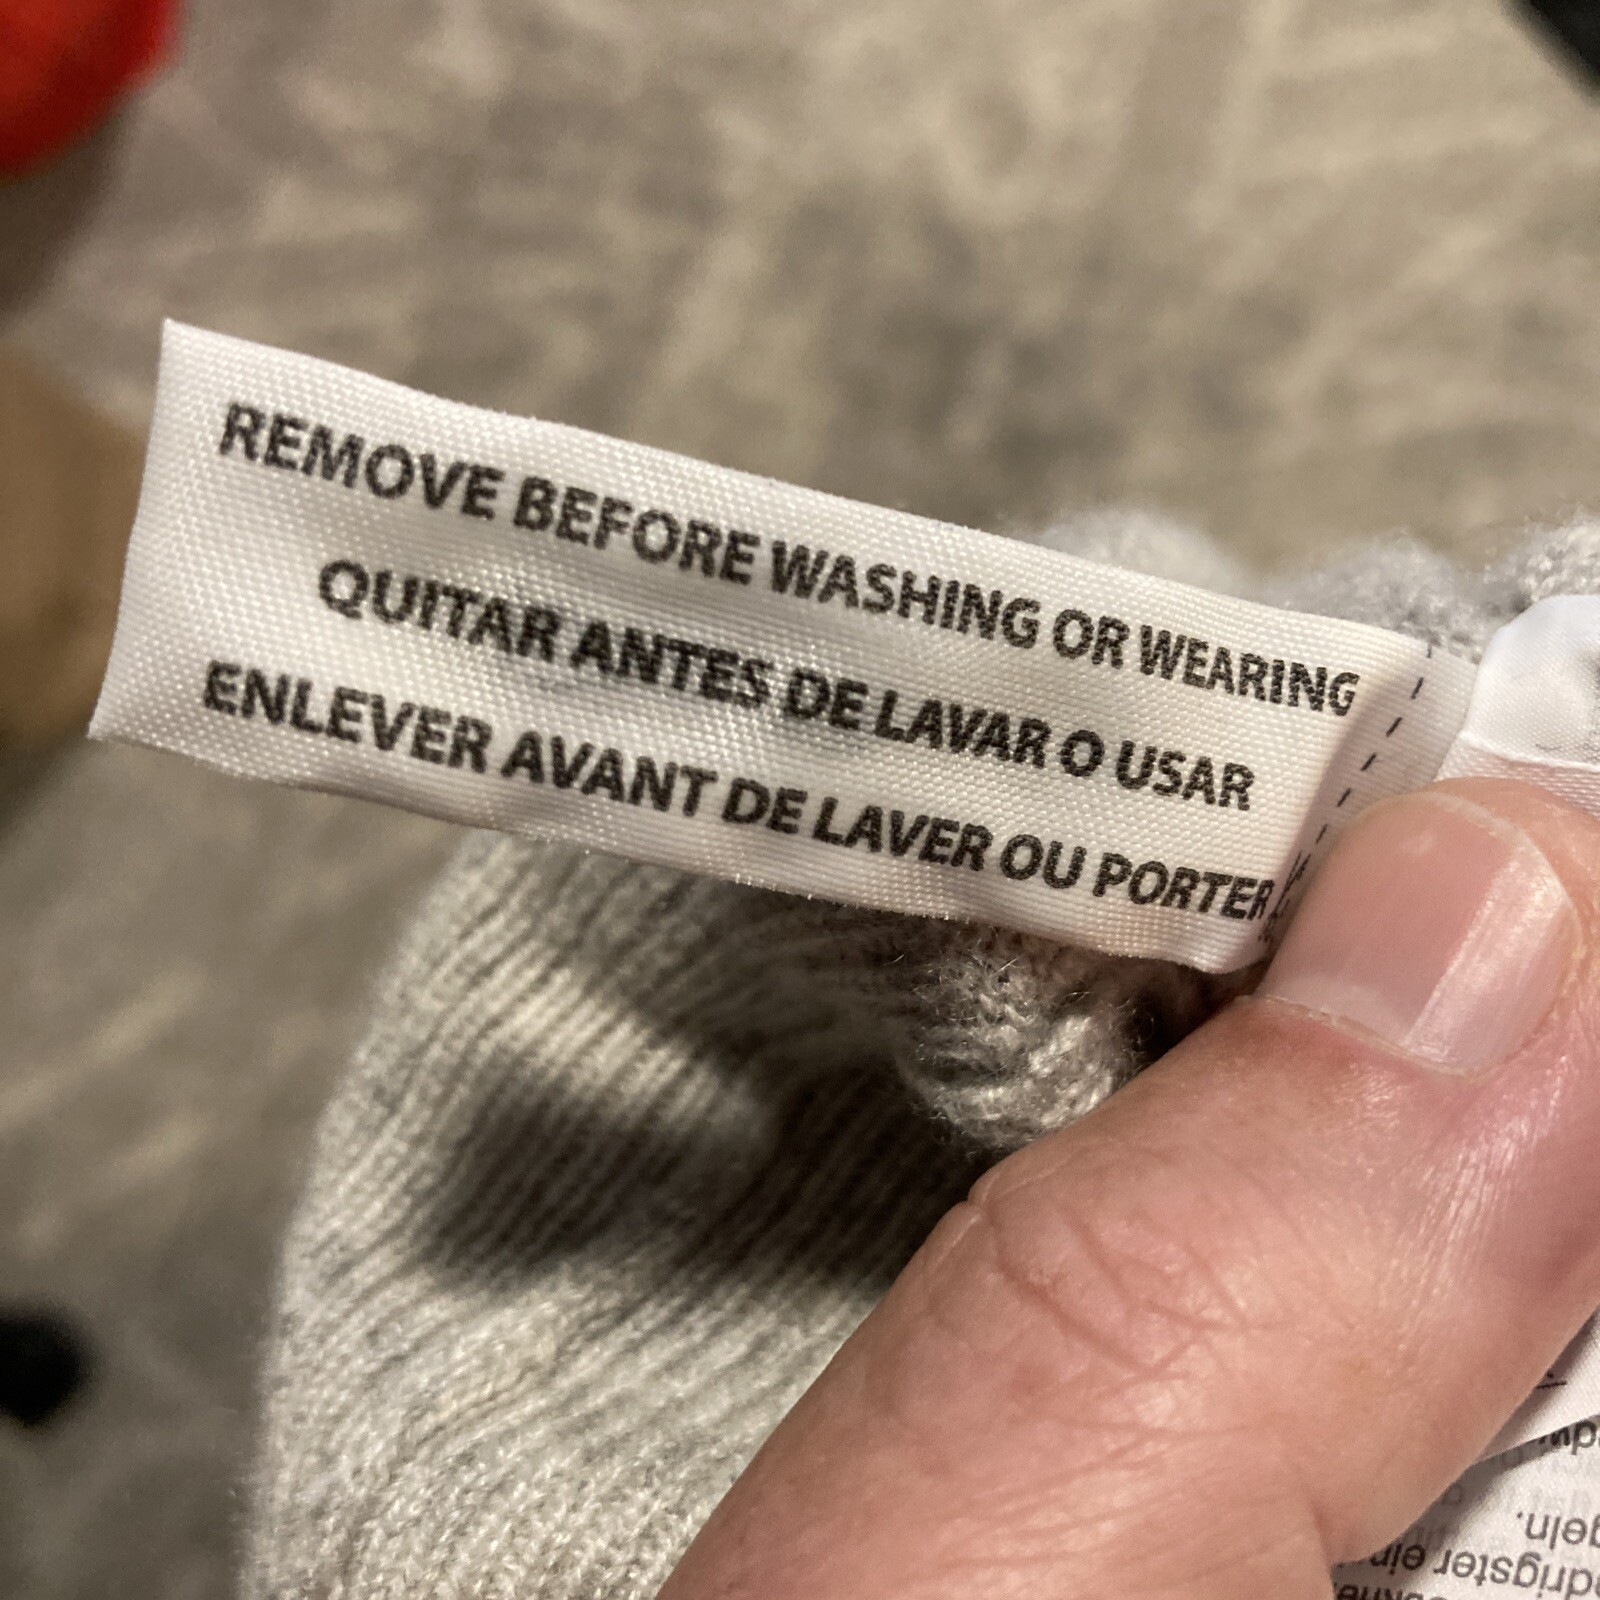 REMOVE BEFORE WASHING OR WEARING
QUITAR ANTES DE LAVAR O USAR
ENLEVER AVANT DE LAVER OU PORTER